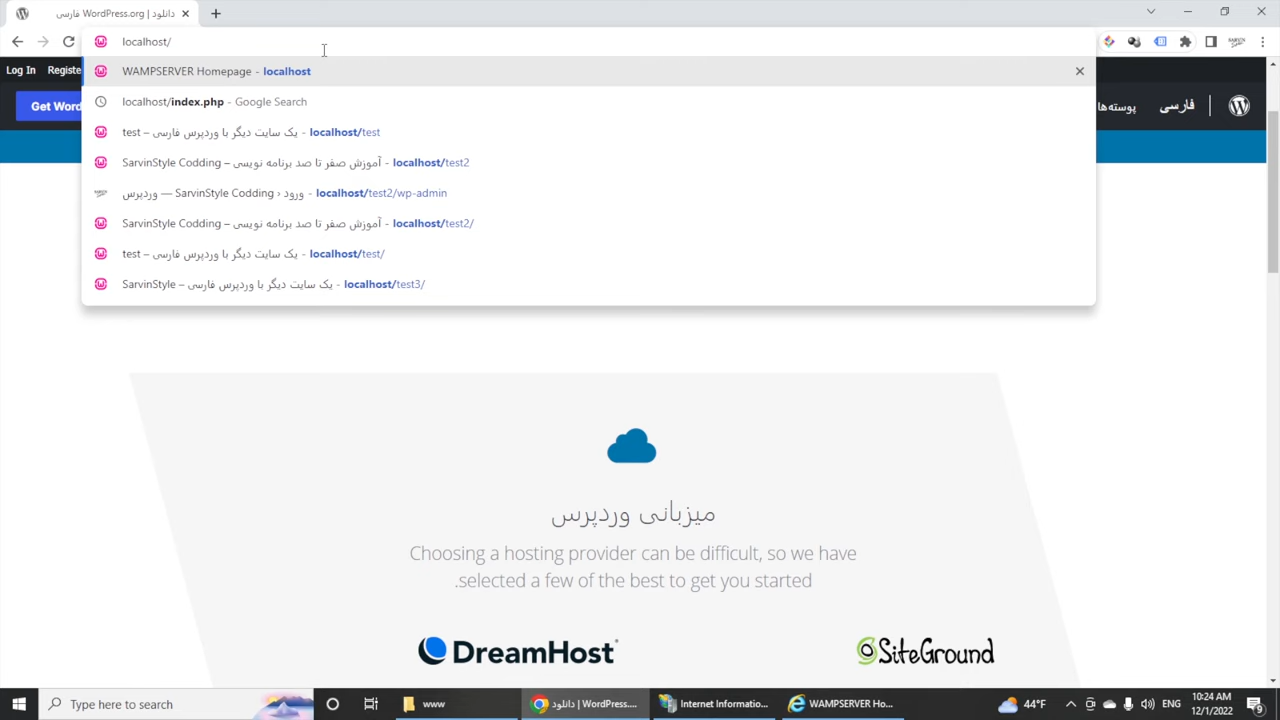 دانلود | WordPress.org فارسی
localhost/
WAMPSERVER Homepage - localhost
localhost/index.php - Google Search
test – یک سایت دیگر با وردپرس فارسی - localhost/test
SarvinStyle Codding – آموزش صفر تا صد برنامه نویسی - localhost/test2
ورود ‹ SarvinStyle Codding — وردپرس - localhost/test2/wp-admin
SarvinStyle Codding – آموزش صفر تا صد برنامه نویسی - localhost/test2/
test – یک سایت دیگر با وردپرس فارسی - localhost/test/
SarvinStyle – یک سایت دیگر با وردپرس فارسی - localhost/test3/
Log In Registe
Get Word
پوسته‌ها
فارسی
میزبانی وردپرس
Choosing a hosting provider can be difficult, so we have
.selected a few of the best to get you started
DreamHost
SiteGround
Type here to search
www
دانلود | WordPress....
Internet Informatio...
WAMPSERVER Ho...
44°F
ENG
10:24 AM
12/1/2022
9